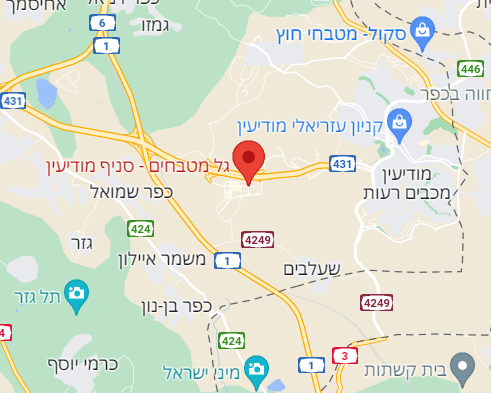 אחיסמך
גמזו
6
1
סקול- מטבחי חוץ
446
חווה בכפר
431
קניון עזריאלי מודיעין
גל מטבחים - סניף מודיעין
431
מודיעין
מכבים רעות
כפר שמואל
424
גזר
4249
משמר איילון
1
שעלבים
תל גזר
כפר בן-נון
4249
4
424
3
1
כרמי יוסף
מיני ישראל
בית קשתות